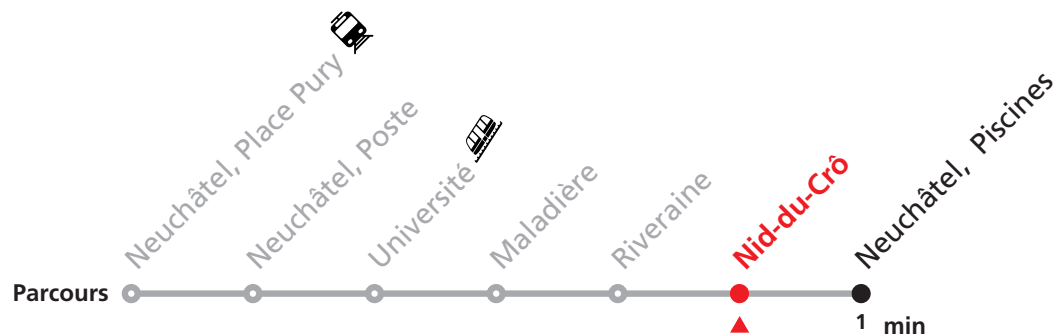 Neuchâtel, Place Pury
Neuchâtel, Poste
Université
Maladière
Riveraine
Nid-du-Crô
Neuchâtel, Piscines
Parcours
1 min